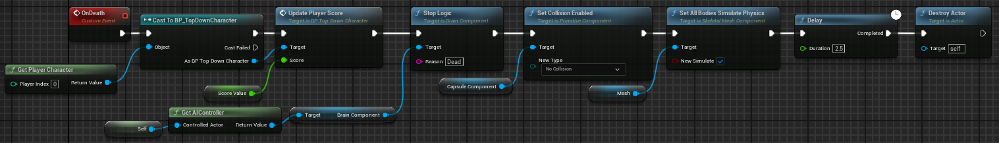 OnDeath
Custom Event
Cast To BP_TopDownCharacter
Object
Cast Failed
As BP Top Down Character
Get Player Character
Player Index 0
Return Value
Update Player Score
Target is BP Top Down Character
Target
Score
Score Value
Self
Get AIController
Controlled Actor Return Value
Target Brain Component
Stop Logic
Target is Brain Component
Target
Reason Dead
Capsule Component
Set Collision Enabled
Target is Primitive Component
Target
New Type
No Collision
Mesh
Set All Bodies Simulate Physics
Target is Skeletal Mesh Component
Target
New Simulate
Delay
Completed
Duration 2.5
Destroy Actor
Target is Actor
Target self